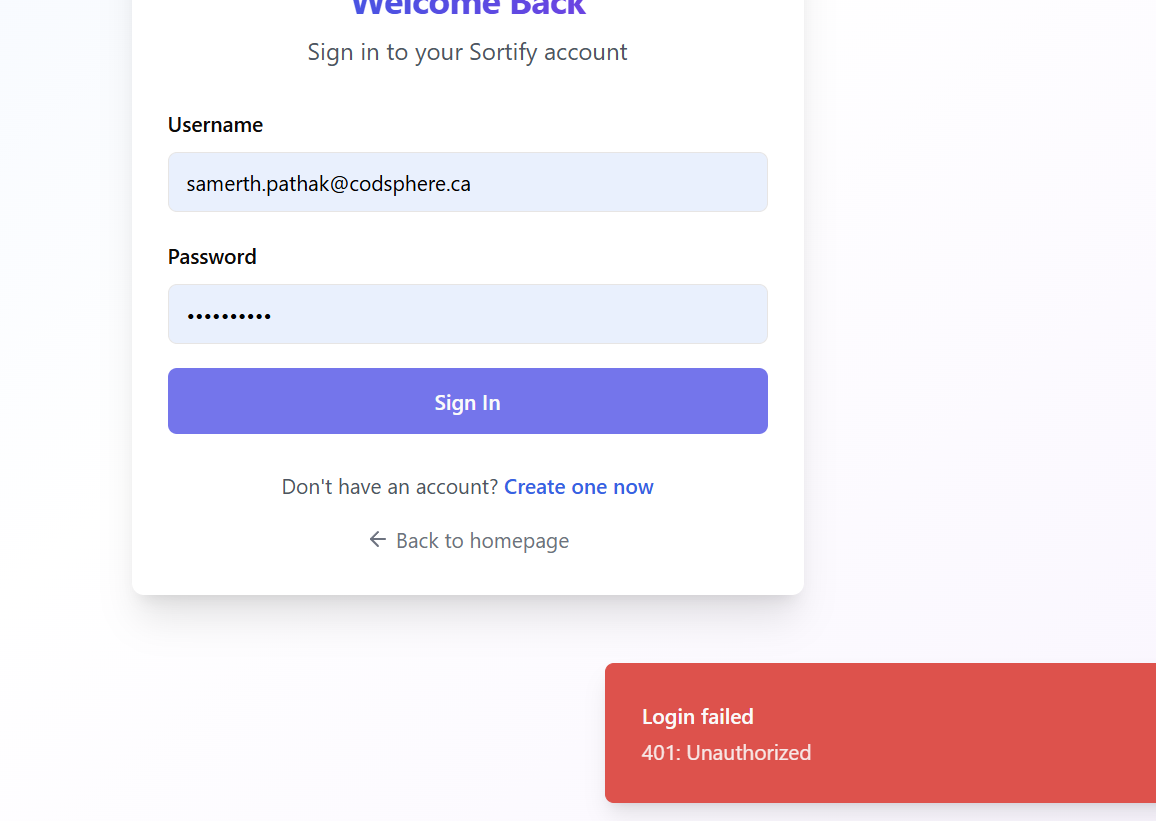 Welcome Back
Sign in to your Sortify account
Username
samerth.pathak@codsphere.ca
Password
••••••••••
Sign In
Don't have an account? Create one now
← Back to homepage
Login failed
401: Unauthorized